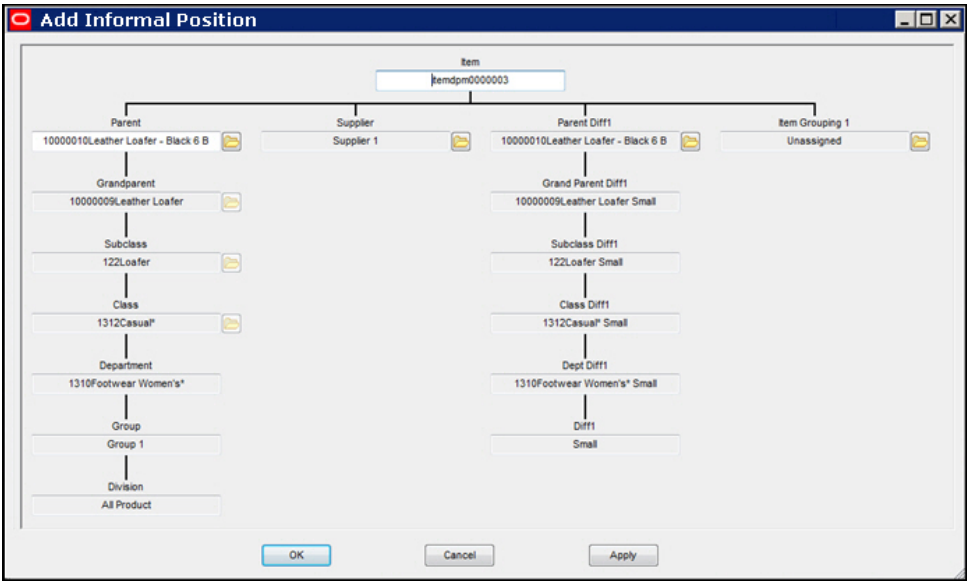 Add Informal Position
Item
itemdpm0000003
Parent
Supplier
Parent Diff1
Item Grouping 1
10000010Leather Loafer - Black 6 B
Supplier 1
10000010Leather Loafer - Black 6 B
Unassigned
Grandparent
Grand Parent Diff1
10000009Leather Loafer
10000009Leather Loafer Small
Subclass
Subclass Diff1
122Loafer
122Loafer Small
Class
Class Diff1
1312Casual*
1312Casual* Small
Department
Dept Diff1
1310Footwear Women's*
1310Footwear Women's* Small
Group
Diff1
Group 1
Small
Division
All Product
OK
Cancel
Apply